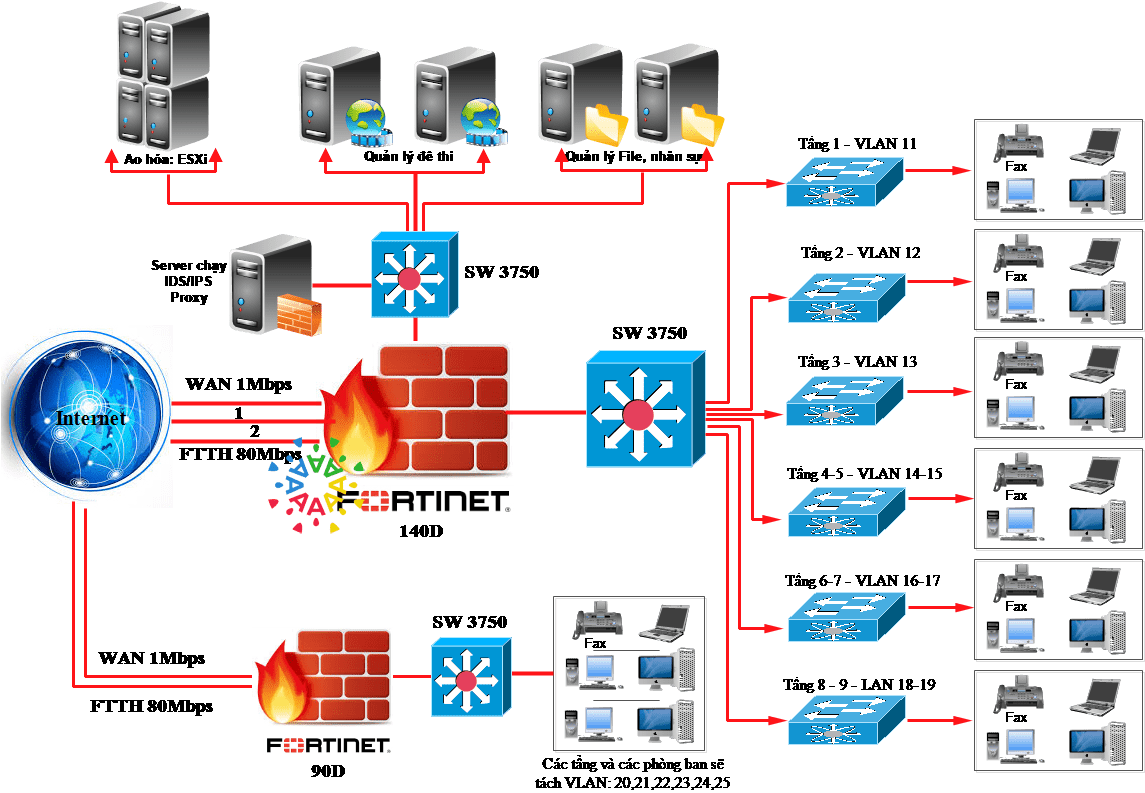 Ảo hóa: ESXi
Quản lý đề thi
Quản lý File, nhân sự
Server chạy
IDS/IPS
Proxy
SW 3750
Internet
WAN 1Mbps
1
2
FTTH 80Mbps
FORTINET
140D
SW 3750
Tầng 1 - VLAN 11
Fax
Tầng 2 - VLAN 12
Fax
Tầng 3 - VLAN 13
Fax
Tầng 4-5 - VLAN 14-15
Fax
Tầng 6-7 - VLAN 16-17
Fax
Tầng 8 - 9 - LAN 18-19
Fax
WAN 1Mbps
FTTH 80Mbps
FORTINET
90D
SW 3750
Fax
Các tầng và các phòng ban sẽ
tách VLAN: 20,21,22,23,24,25